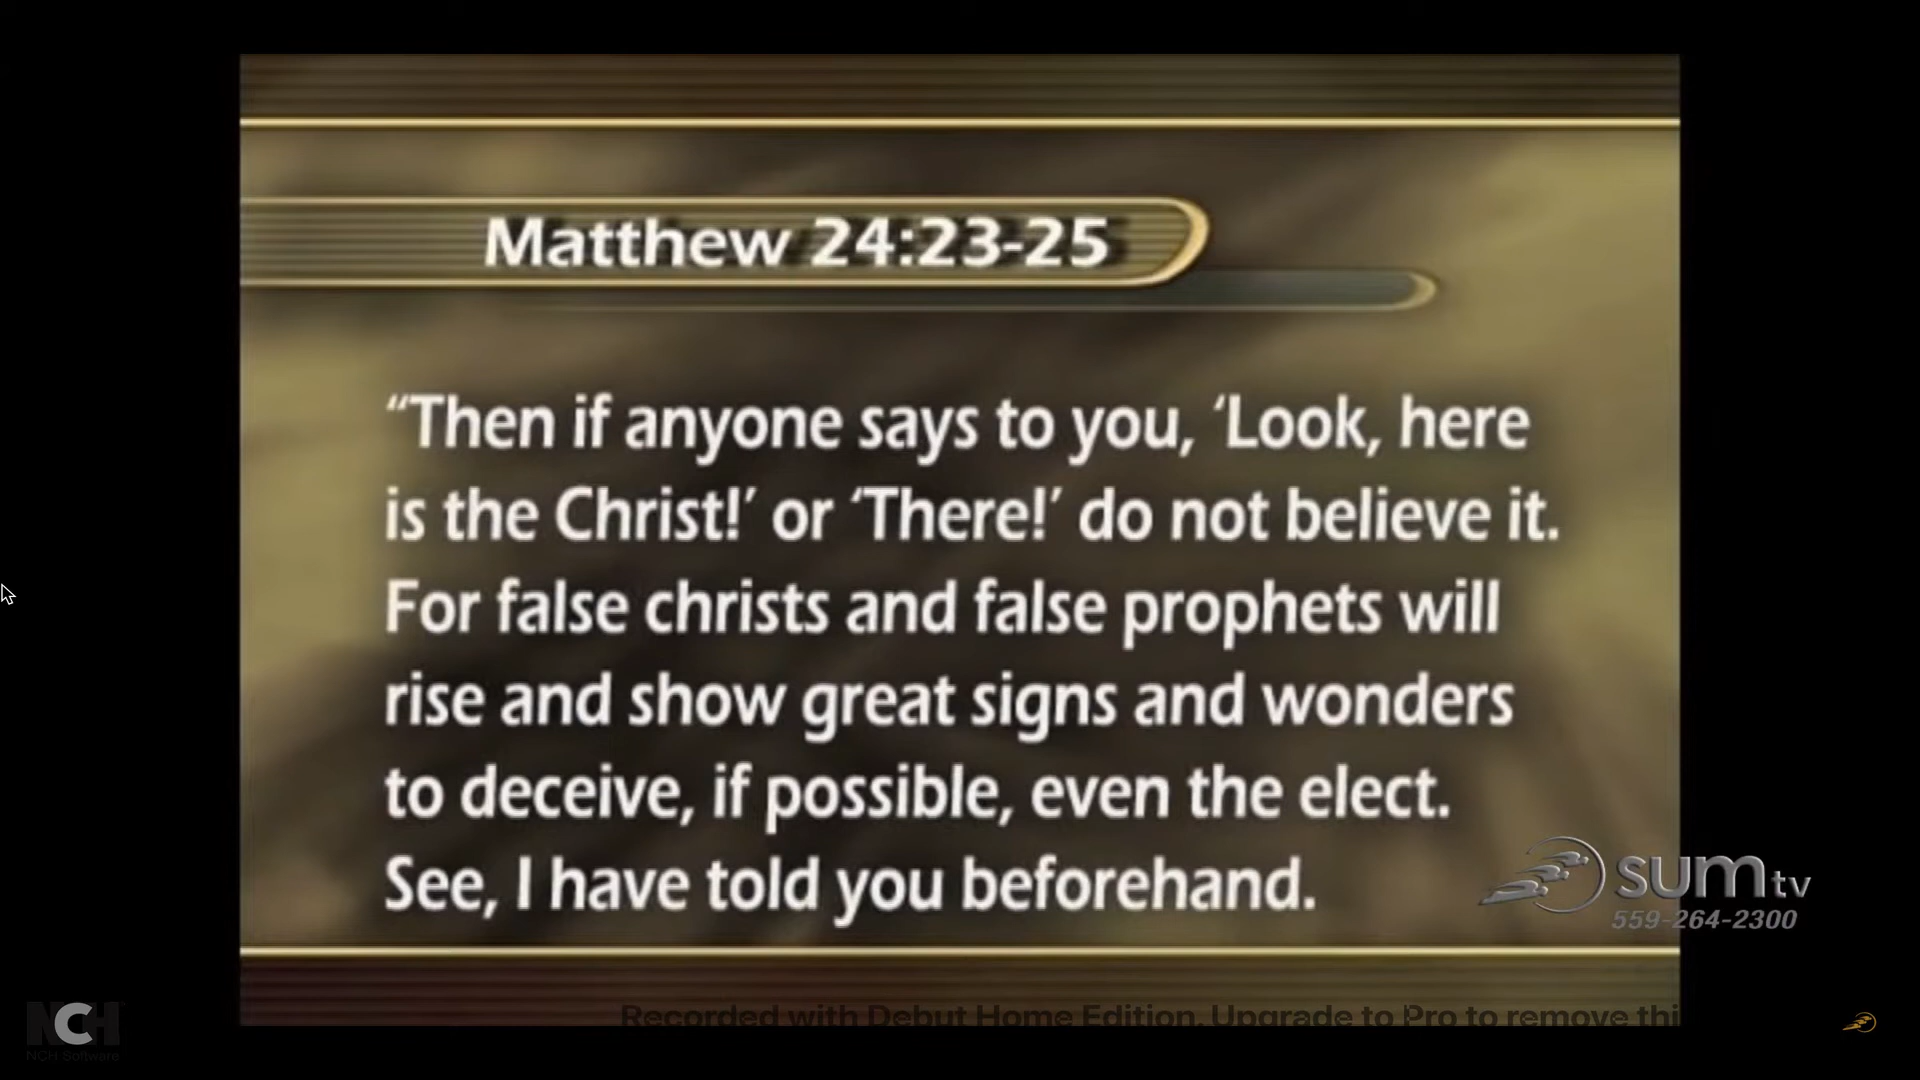 Matthew 24:23-25
“Then if anyone says to you, ‘Look, here
is the Christ!’ or ‘There!’ do not believe it.
For false christs and false prophets will
rise and show great signs and wonders
to deceive, if possible, even the elect.
See, I have told you beforehand.
sumtv
559-264-2300
NCH
NCH Software
Recorded with Debut Home Edition. Upgrade to Pro to remove thi